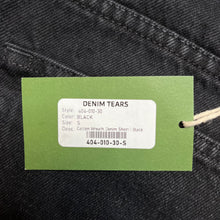 DENIM TEARS
Style: 404-010-30
Color: BLACK
Size: S
Desc: Cotton Wreath Denim Short | Black
404-010-30-S